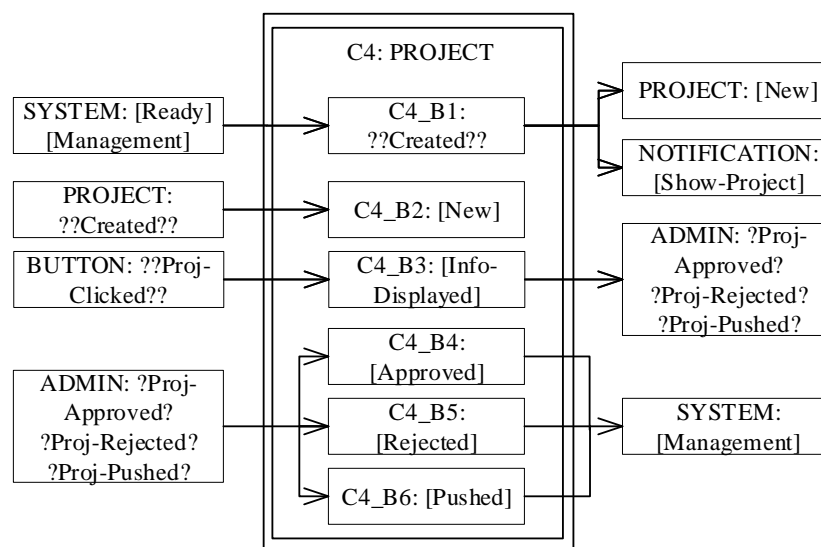 C4: PROJECT
SYSTEM: [Ready]
[Management]
C4_B1:
??Created??
PROJECT: [New]
NOTIFICATION:
[Show-Project]
PROJECT:
??Created??
C4_B2: [New]
BUTTON: ??Proj-
Clicked??
C4_B3: [Info-
Displayed]
ADMIN: ?Proj-
Approved?
?Proj-Rejected?
?Proj-Pushed?
ADMIN: ?Proj-
Approved?
?Proj-Rejected?
?Proj-Pushed?
C4_B4:
[Approved]
C4_B5:
[Rejected]
C4_B6: [Pushed]
SYSTEM:
[Management]